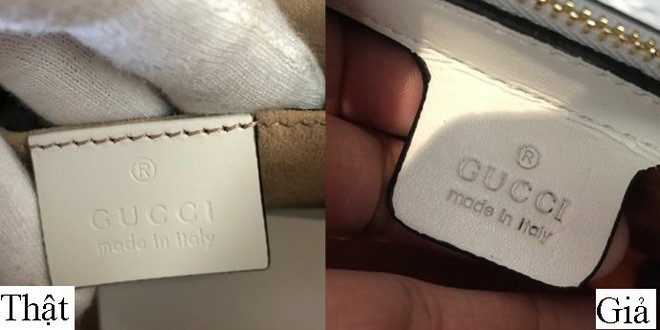 ®
GUCCI
made in italy
Thật
®
GUCCI
made in italy
Giả